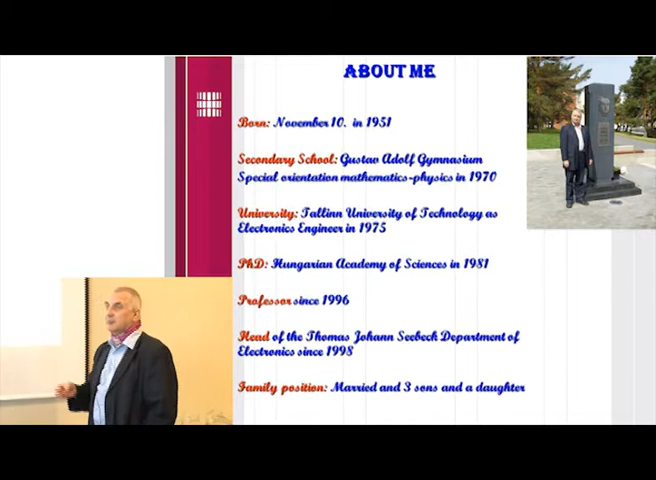 ABOUT ME
Born: November 10. in 1951
Secondary School: Gustav Adolf Gymnasium
Special orientation mathematics-physics in 1970
University: Tallinn University of Technology as
Electronics Engineer in 1975
PhD: Hungarian Academy of Sciences in 1981
Professor since 1996
Head of the Thomas Johann Seebeck Department of
Electronics since 1998
Family position: Married and 3 sons and a daughter